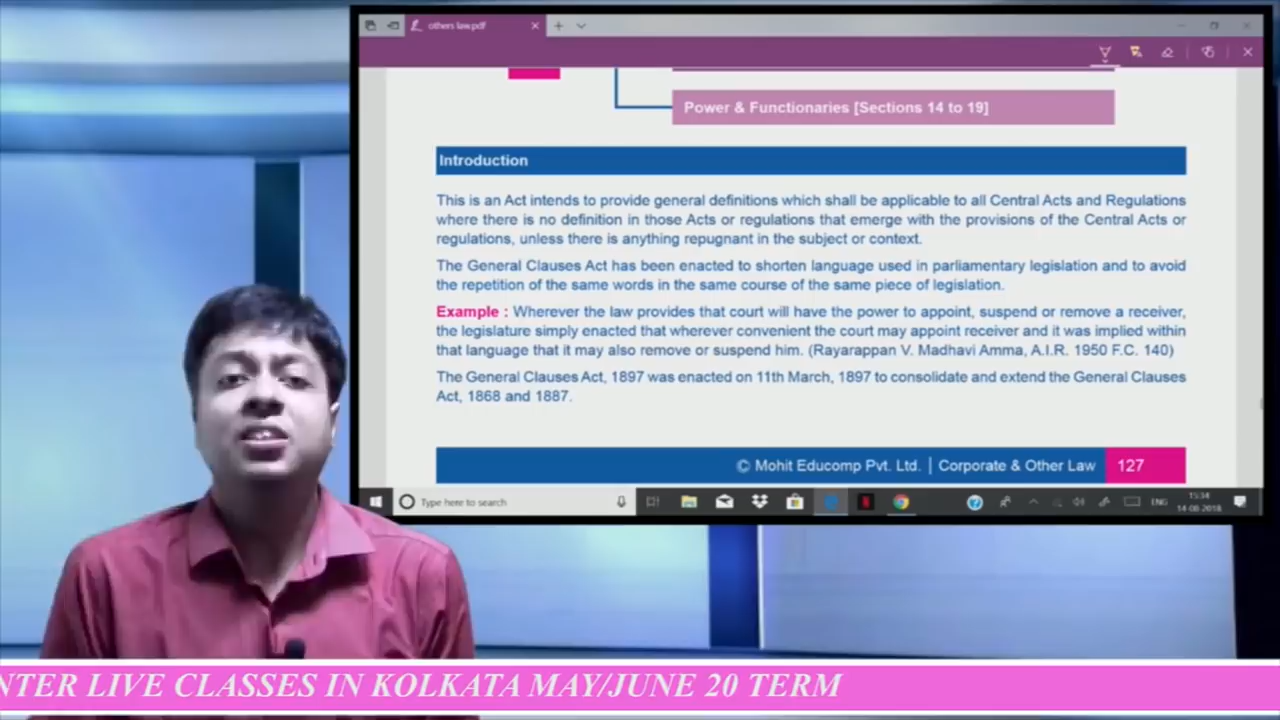 others law.pdf
Power & Functionaries [Sections 14 to 19]
Introduction
This is an Act intends to provide general definitions which shall be applicable to all Central Acts and Regulations
where there is no definition in those Acts or regulations that emerge with the provisions of the Central Acts or
regulations, unless there is anything repugnant in the subject or context.
The General Clauses Act has been enacted to shorten language used in parliamentary legislation and to avoid
the repetition of the same words in the same course of the same piece of legislation.
Example : Wherever the law provides that court will have the power to appoint, suspend or remove a receiver,
the legislature simply enacted that wherever convenient the court may appoint receiver and it was implied within
that language that it may also remove or suspend him. (Rayarappan V. Madhavi Amma, A.I.R. 1950 F.C. 140)
The General Clauses Act, 1897 was enacted on 11th March, 1897 to consolidate and extend the General Clauses
Act, 1868 and 1887.
© Mohit Educomp Pvt. Ltd. | Corporate & Other Law 127
Type here to search
ENG
15:34
14-08-2018
NTER LIVE CLASSES IN KOLKATA MAY/JUNE 20 TERM